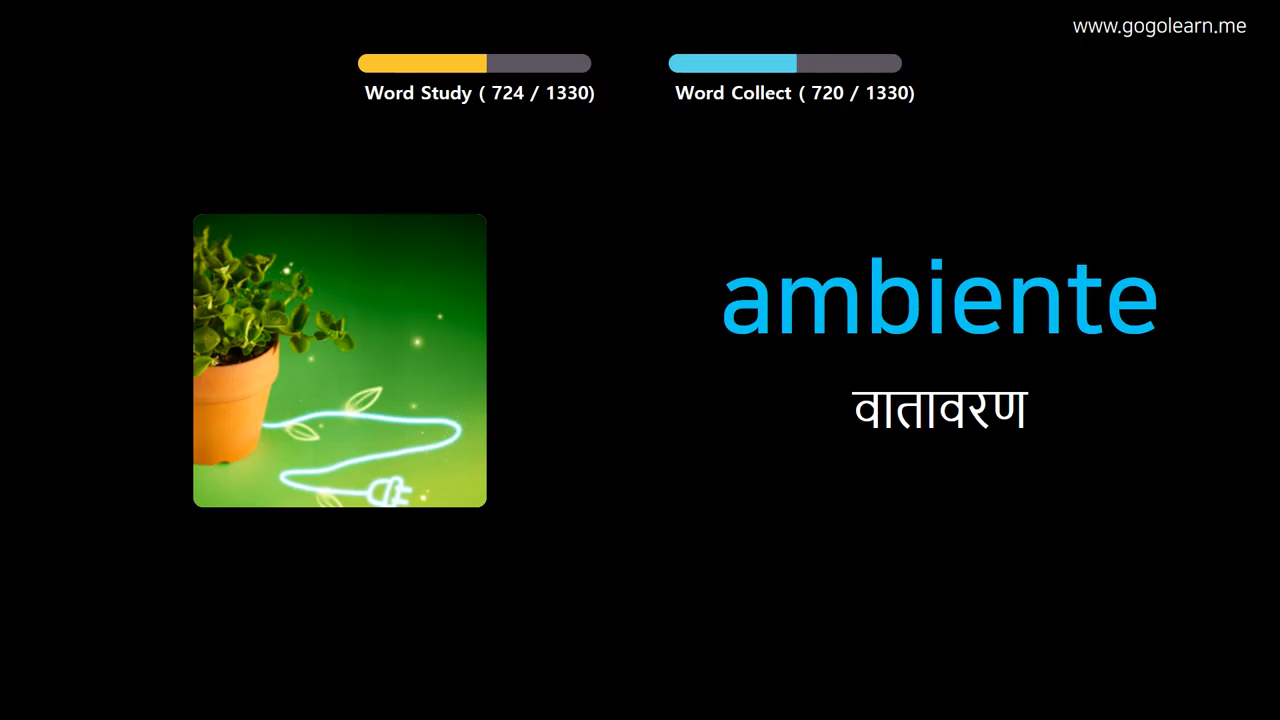 www.gogolearn.me
Word Study ( 724 / 1330)
Word Collect ( 720 / 1330)
ambiente
वातावरण